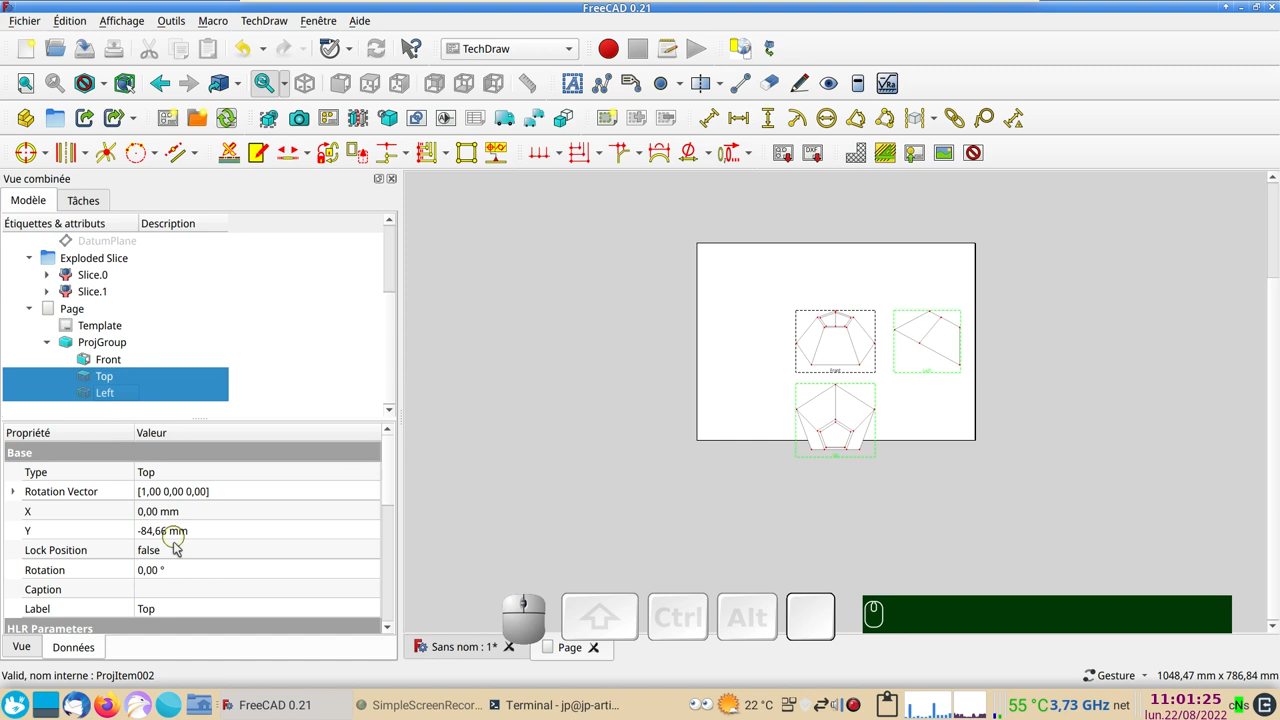 FreeCAD 0.21
Fichier Édition Affichage Outils Macro TechDraw Fenêtre Aide
TechDraw
Vue combinée
Modèle Tâches
Étiquettes & attributs Description
DatumPlane
Exploded Slice
Slice.0
Slice.1
Page
Template
ProjGroup
Front
Top
Left
Propriété Valeur
Base
Type Top
Rotation Vector [1,00 0,00 0,00]
X 0,00 mm
Y -84,66 mm
Lock Position false
Rotation 0,00 °
Caption
Label Top
HLR Parameters
Vue Données
Front
Ctrl Alt
Sans nom : 1* Page
Valid, nom interne : ProjItem002
Gesture 1048,47 mm x 786,84 mm
FreeCAD 0.21 SimpleScreenRecor... Terminal - jp@jp-arti...
22 °C 55 °C 3,73 GHz net
11:01:25
lun.22/08/2022
cNs